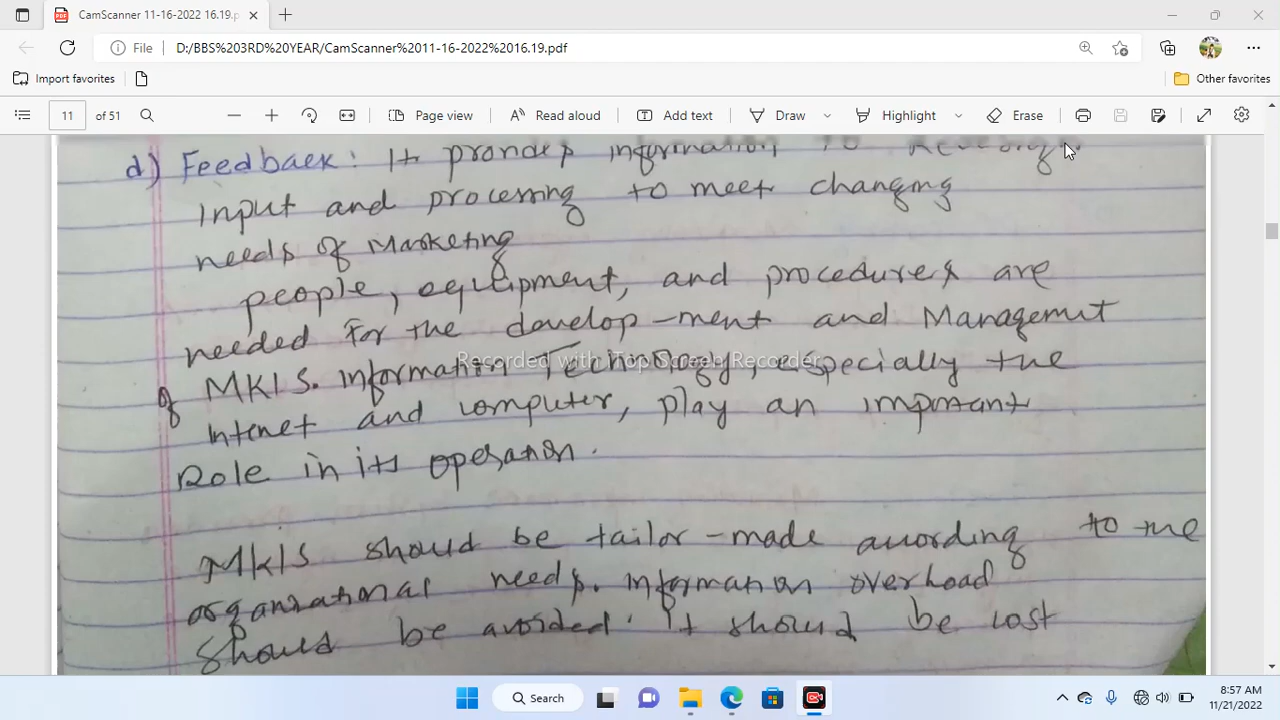 CamScanner 11-16-2022 16.19.p
File D:/BBS%203RD%20YEAR/CamScanner%2011-16-2022%2016.19.pdf
Import favorites
Other favorites
11 of 51
Page view
Read aloud
Add text
Draw
Highlight
Erase
d) Feedback: It provides information to
input and processing to meet changing
needs of Marketing
people, equipment, and procedures are
needed for the develop-ment and
of MKIS. Information Technology, especially the
internet and computer, play an important
Role in its operation.
Recorded with iTop Screen Recorder
MkIS should be tailor-made according to the
organizational needs. Information overhead
should be avoided. It should be cost
Search
8:57 AM
11/21/2022